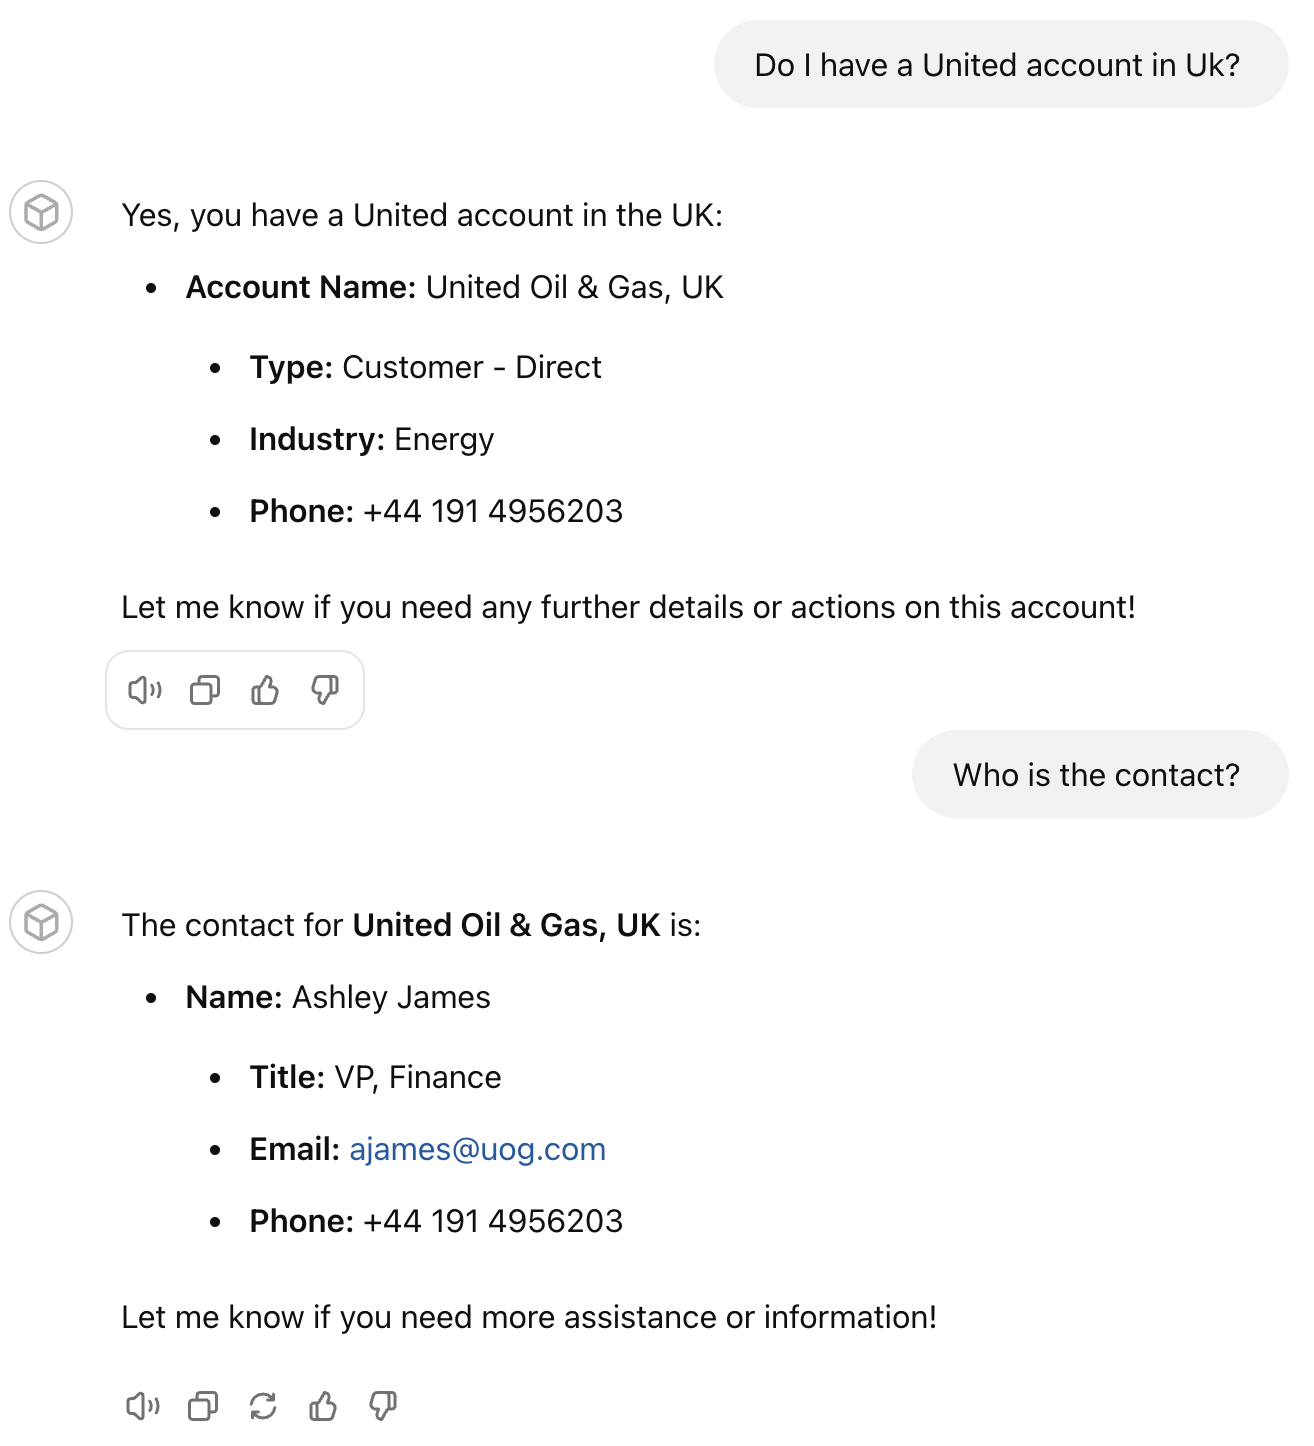 Do I have a United account in Uk?
Yes, you have a United account in the UK:
• Account Name: United Oil & Gas, UK
• Type: Customer - Direct
• Industry: Energy
• Phone: +44 191 4956203
Let me know if you need any further details or actions on this account!
Who is the contact?
The contact for United Oil & Gas, UK is:
• Name: Ashley James
• Title: VP, Finance
• Email: ajames@uog.com
• Phone: +44 191 4956203
Let me know if you need more assistance or information!